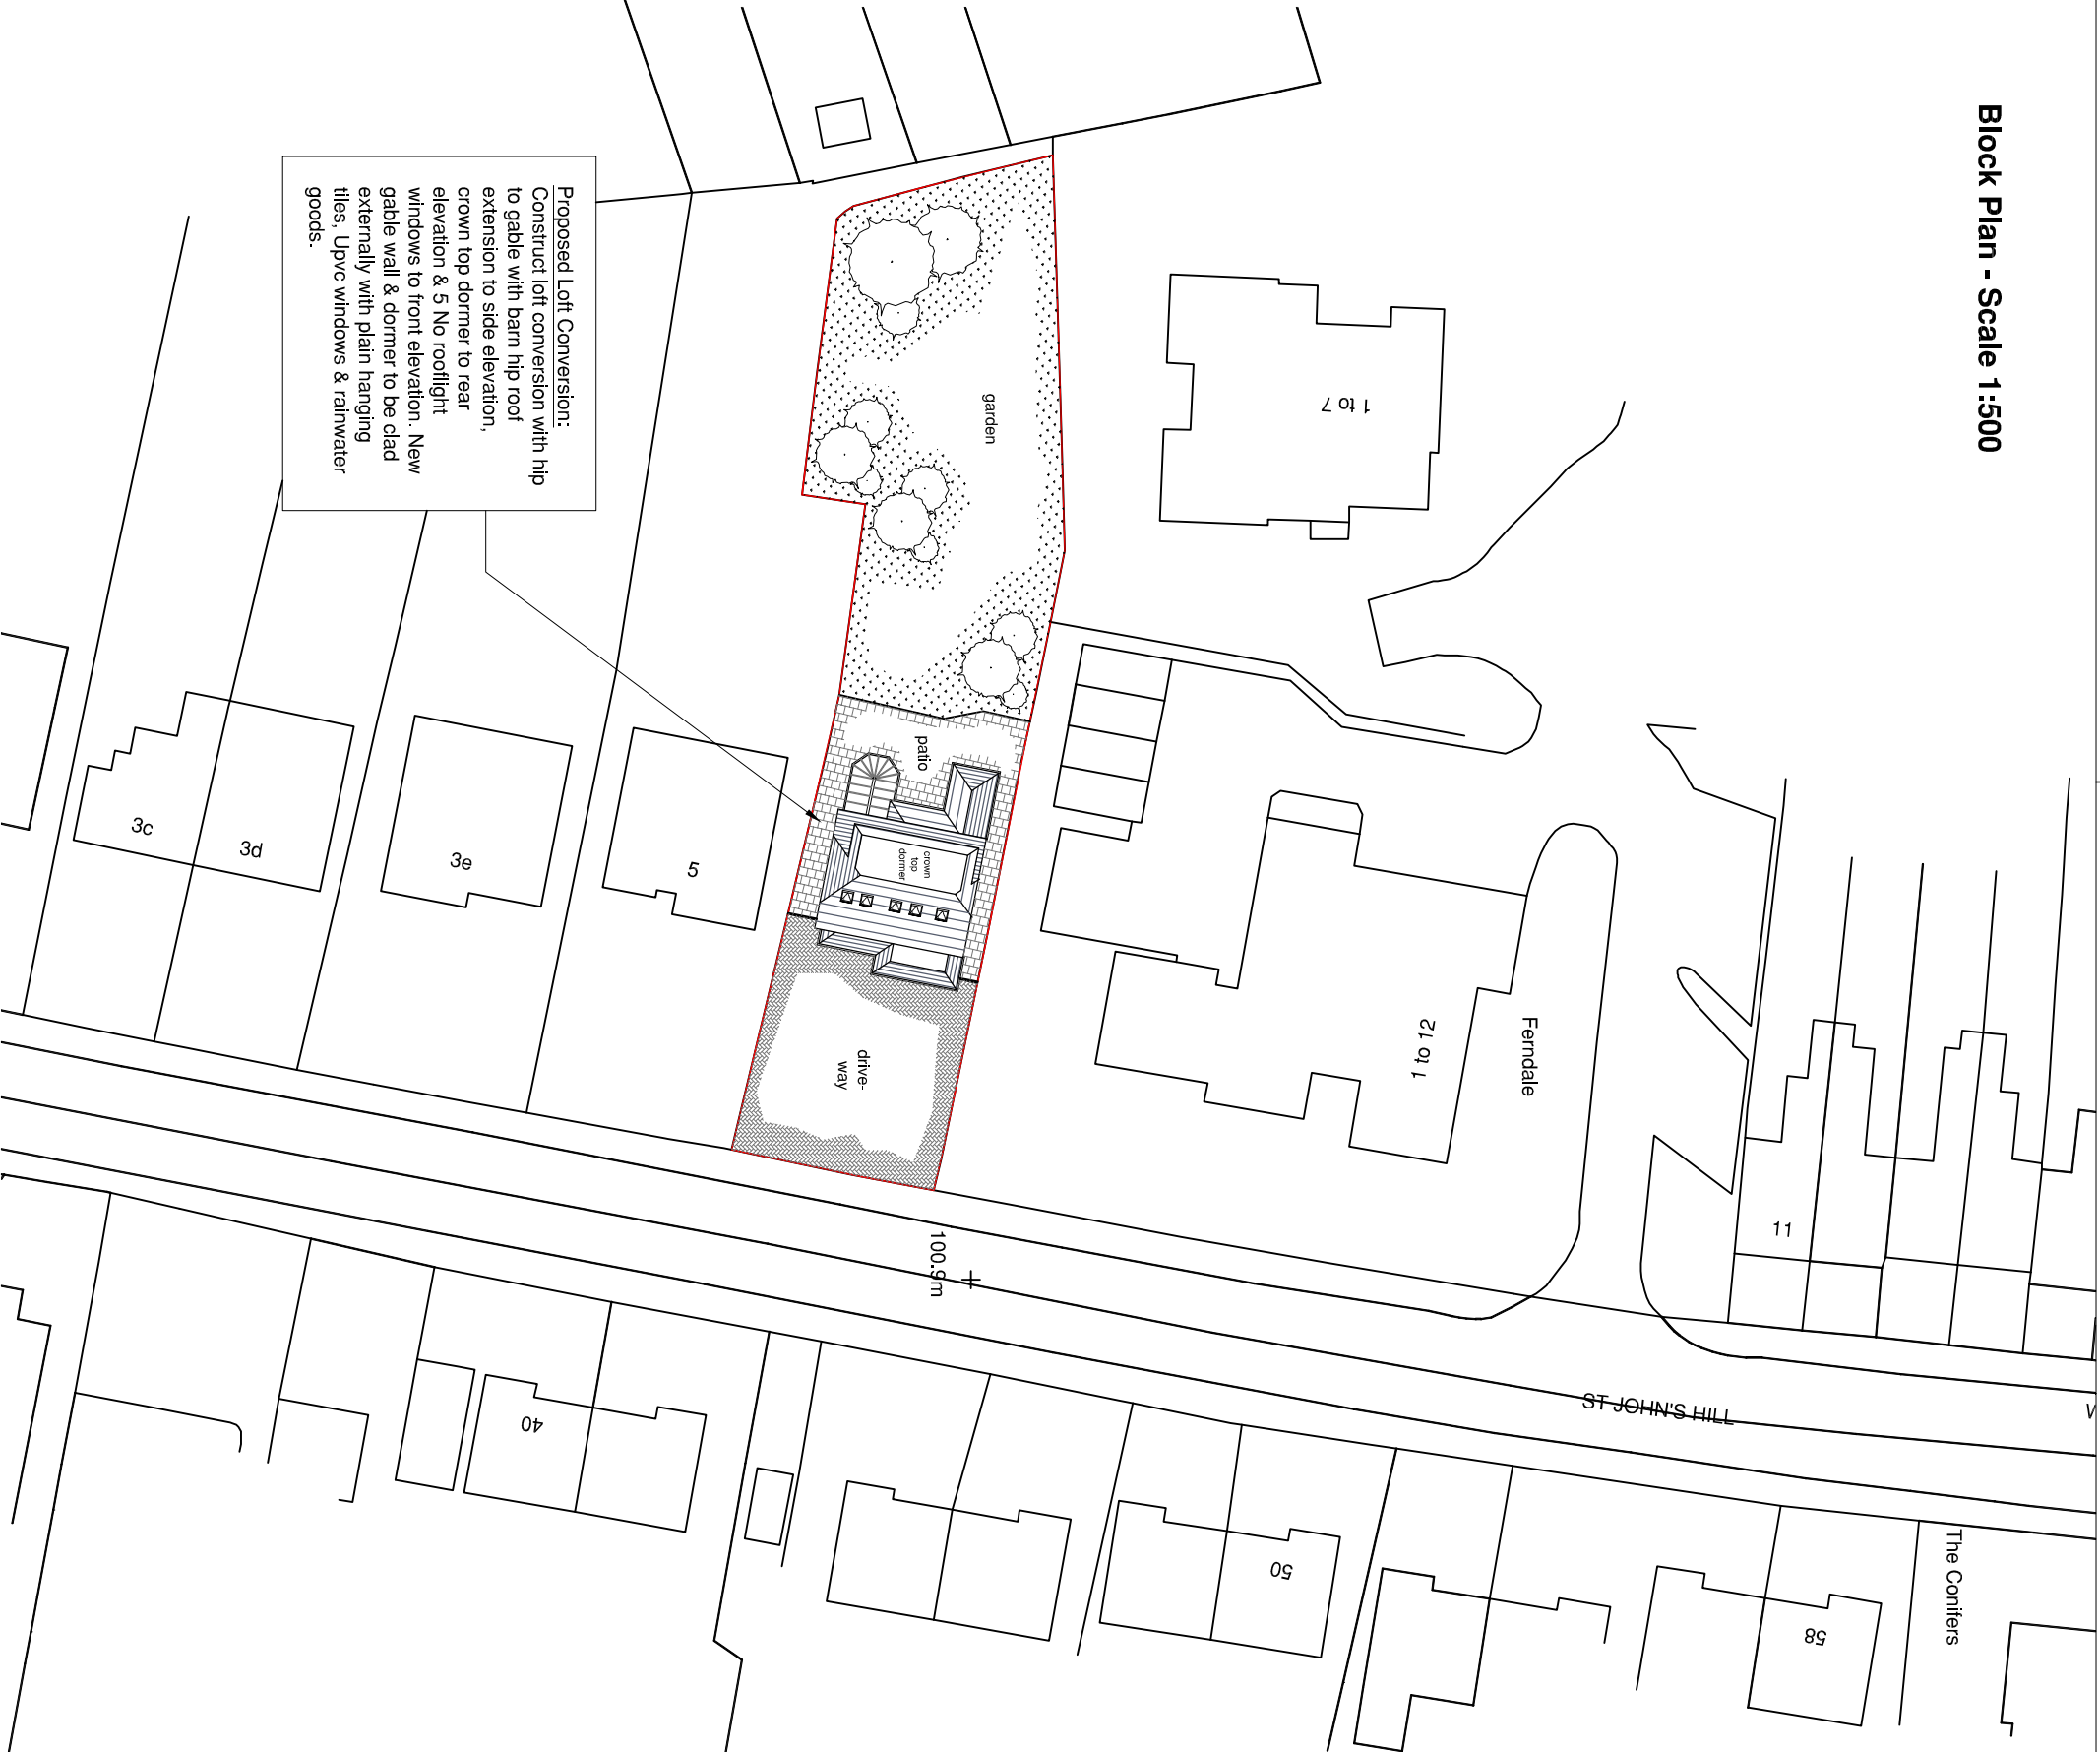 Block Plan - Scale 1:500
Proposed Loft Conversion:
Construct loft conversion with hip
to gable with barn hip roof
extension to side elevation,
crown top dormer to rear
elevation & 5 No rooflight
windows to front elevation. New
gable wall & dormer to be clad
externally with plain hanging
tiles, Upvc windows & rainwater
goods.
garden
1 to 7
patio
crown
top
dormer
drive-
way
3c
3d
3e
5
1 to 12
Ferndale
11
100.9m
ST JOHN'S HILL
40
50
58
The Conifers